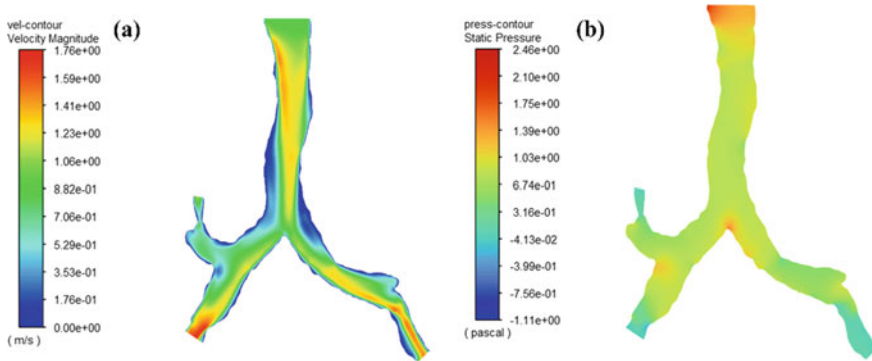 vel-contour
Velocity Magnitude
(a)
1.76e+00
1.59e+00
1.41e+00
1.24e+00
1.06e+00
8.82e-01
7.06e-01
5.29e-01
3.53e-01
1.76e-01
0.00e+00
( m/s )
press-contour
Static Pressure
(b)
2.46e+00
2.10e+00
1.75e+00
1.39e+00
1.03e+00
6.74e-01
3.16e-01
-4.13e-02
-3.99e-01
-7.56e-01
-1.11e+00
( pascal )